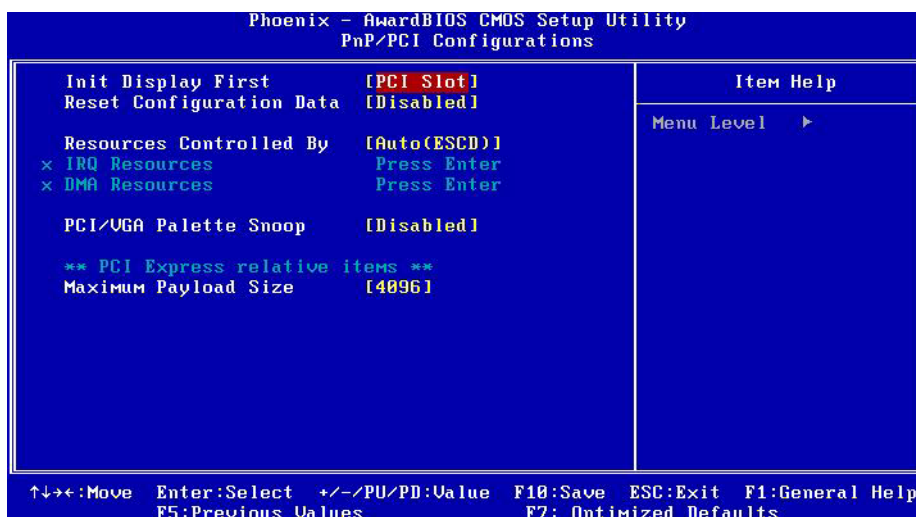 Phoenix - AwardBIOS CMOS Setup Utility
PnP/PCI Configurations
Init Display First [PCI Slot]
Reset Configuration Data [Disabled]
Resources Controlled By [Auto(ESCD)]
x IRQ Resources Press Enter
x DMA Resources Press Enter
PCI/VGA Palette Snoop [Disabled]
** PCI Express relative items **
Maximum Payload Size [4096]
Item Help
Menu Level ►
↑↓→←:Move Enter:Select +/-/PU/PD:Value F10:Save ESC:Exit F1:General Help
F5:Previous Values F7: Optimized Defaults